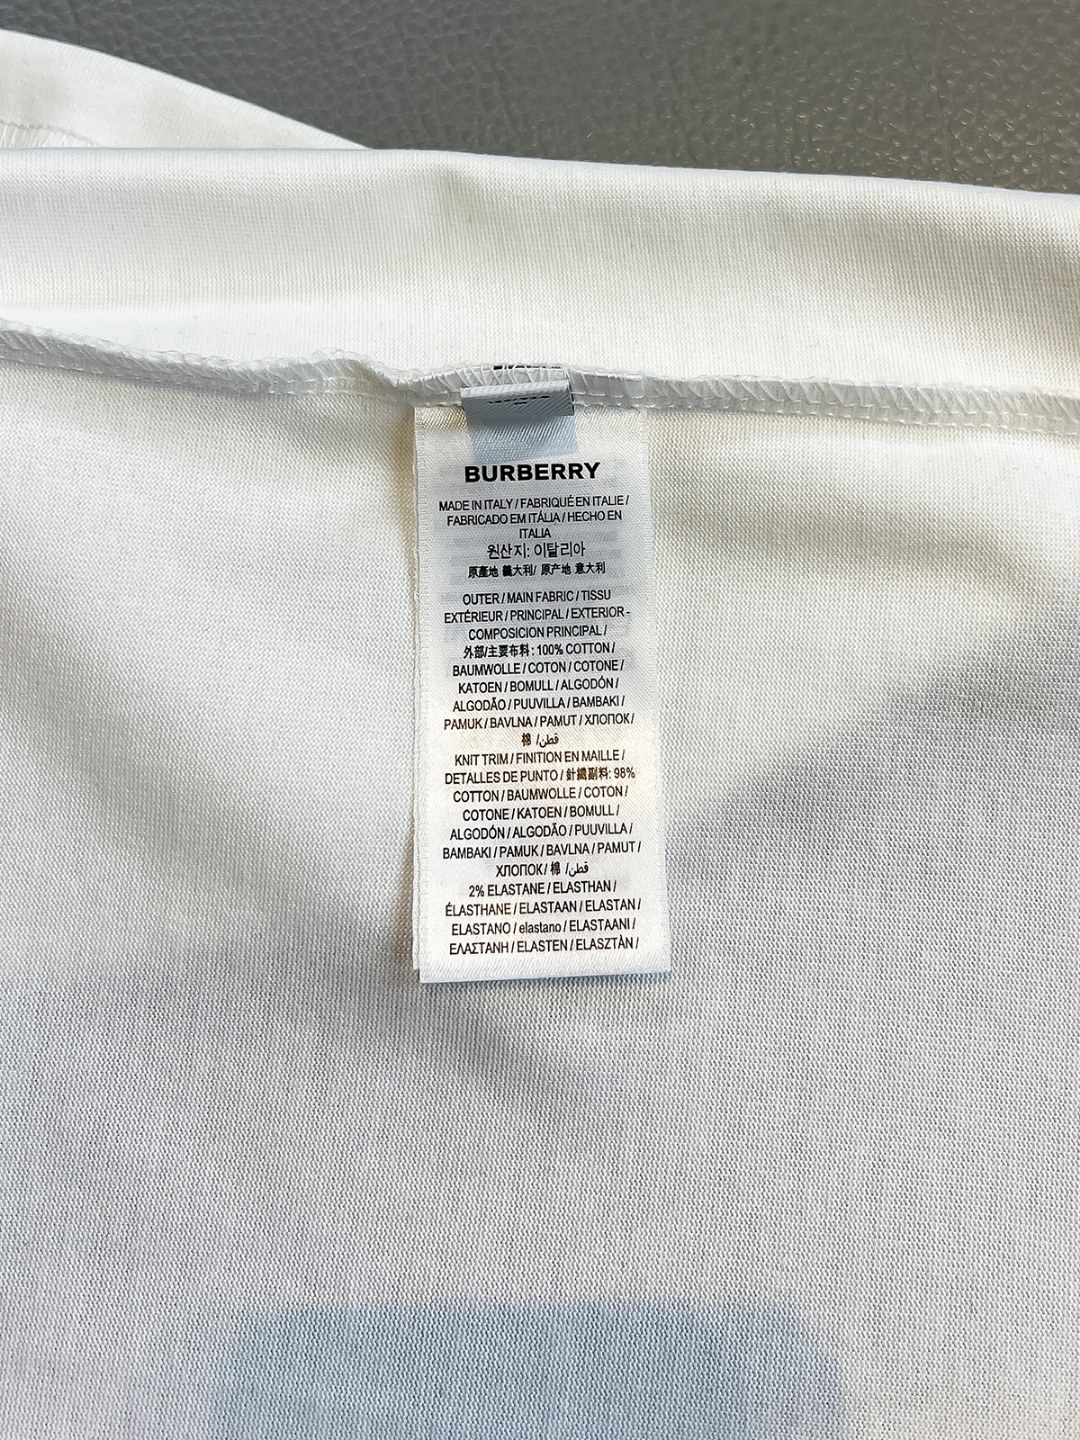 BURBERRY
MADE IN ITALY / FABRIQUÉ EN ITALIE /
FABRICADO EM ITÁLIA / HECHO EN
ITALIA
원산지: 이탈리아
原產地 義大利/ 原产地 意大利
OUTER / MAIN FABRIC / TISSU
EXTÉRIEUR / PRINCIPAL / EXTERIOR -
COMPOSICION PRINCIPAL /
外部/主要布料: 100% COTTON /
BAUMWOLLE / COTON / COTONE /
KATOEN / BOMULL / ALGODÓN /
ALGODÃO / PUUVILLA / BAMBAKI /
PAMUK / BAVLNA / PAMUT / ХЛОПОК /
棉 / قطن
KNIT TRIM / FINITION EN MAILLE /
DETALLES DE PUNTO / 針織副料: 98%
COTTON / BAUMWOLLE / COTON /
COTONE / KATOEN / BOMULL /
ALGODÓN / ALGODÃO / PUUVILLA /
BAMBAKI / PAMUK / BAVLNA / PAMUT /
ХЛОПОК / 棉 / قطن
2% ELASTANE / ELASTHAN /
ÉLASTHANE / ELASTAAN / ELASTAN /
ELASTANO / elastano / ELASTAANI /
ΕΛΑΣΤΑΝΗ / ELASTEN / ELASZTÀN /